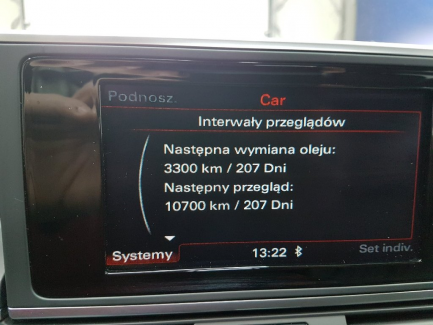 Podnosz.
Car
Interwały przeglądów
Następna wymiana oleju:
3300 km / 207 Dni
Następny przegląd:
10700 km / 207 Dni
Systemy
13:22
Set indiv.